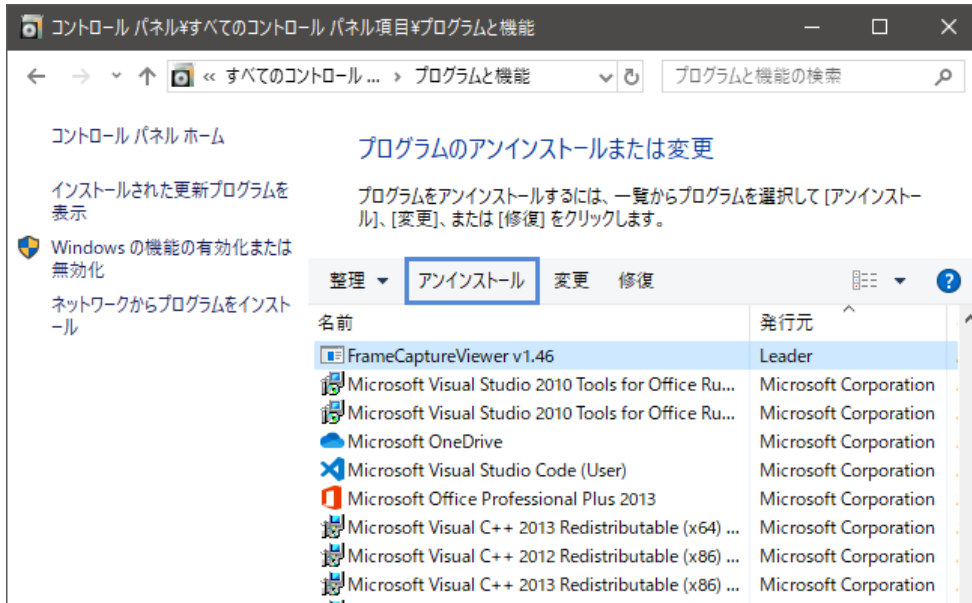 コントロール パネル¥すべてのコントロール パネル項目¥プログラムと機能
« すべてのコントロール ... › プログラムと機能
プログラムと機能の検索
コントロール パネル ホーム
インストールされた更新プログラムを
表示
Windows の機能の有効化または
無効化
ネットワークからプログラムをインスト
ール
プログラムのアンインストールまたは変更
プログラムをアンインストールするには、一覧からプログラムを選択して [アンインストー
ル]、[変更]、または [修復] をクリックします。
整理 アンインストール 変更 修復 ?
名前 発行元
FrameCaptureViewer v1.46 Leader
Microsoft Visual Studio 2010 Tools for Office Ru... Microsoft Corporation
Microsoft Visual Studio 2010 Tools for Office Ru... Microsoft Corporation
Microsoft OneDrive Microsoft Corporation
Microsoft Visual Studio Code (User) Microsoft Corporation
Microsoft Office Professional Plus 2013 Microsoft Corporation
Microsoft Visual C++ 2013 Redistributable (x64) ... Microsoft Corporation
Microsoft Visual C++ 2012 Redistributable (x86) ... Microsoft Corporation
Microsoft Visual C++ 2013 Redistributable (x86) ... Microsoft Corporation